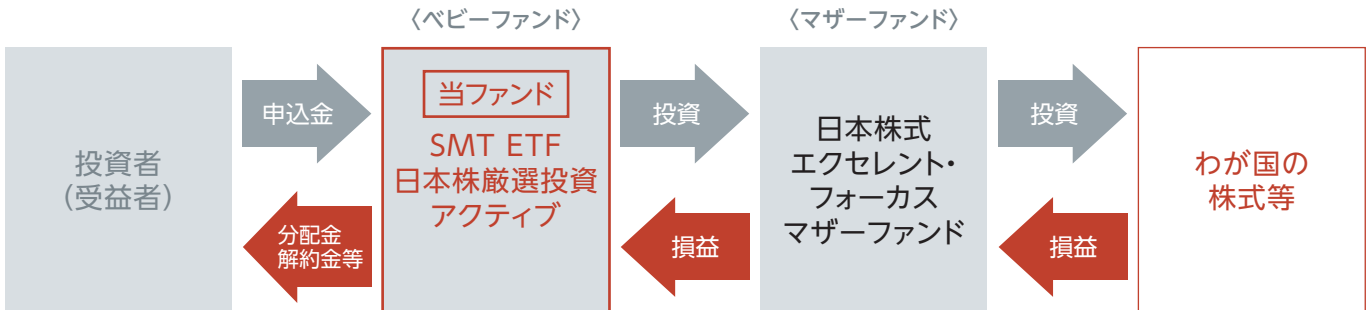 〈ベビーファンド〉
〈マザーファンド〉
投資者
(受益者)
申込金
分配金
解約金等
当ファンド
SMT ETF
日本株厳選投資
アクティブ
投資
損益
日本株式
エクセレント・
フォーカス
マザーファンド
投資
損益
わが国の
株式等